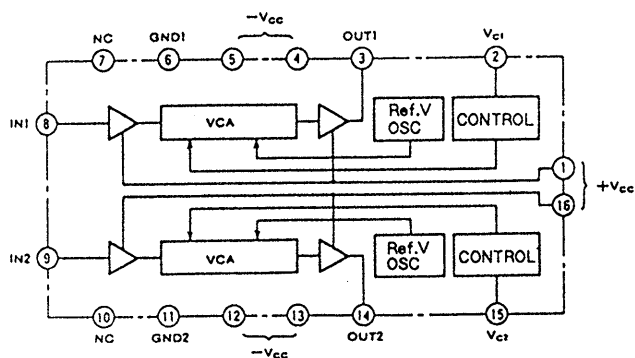 −Vcc
NC GND1 OUT1 Vc1
7 6 5 4 3 2
IN1 8 VCA Ref.V OSC CONTROL
1
+Vcc
16
IN2 9 VCA Ref.V OSC CONTROL
10 11 12 13 14 15
NC GND2 OUT2 Vc2
−Vcc